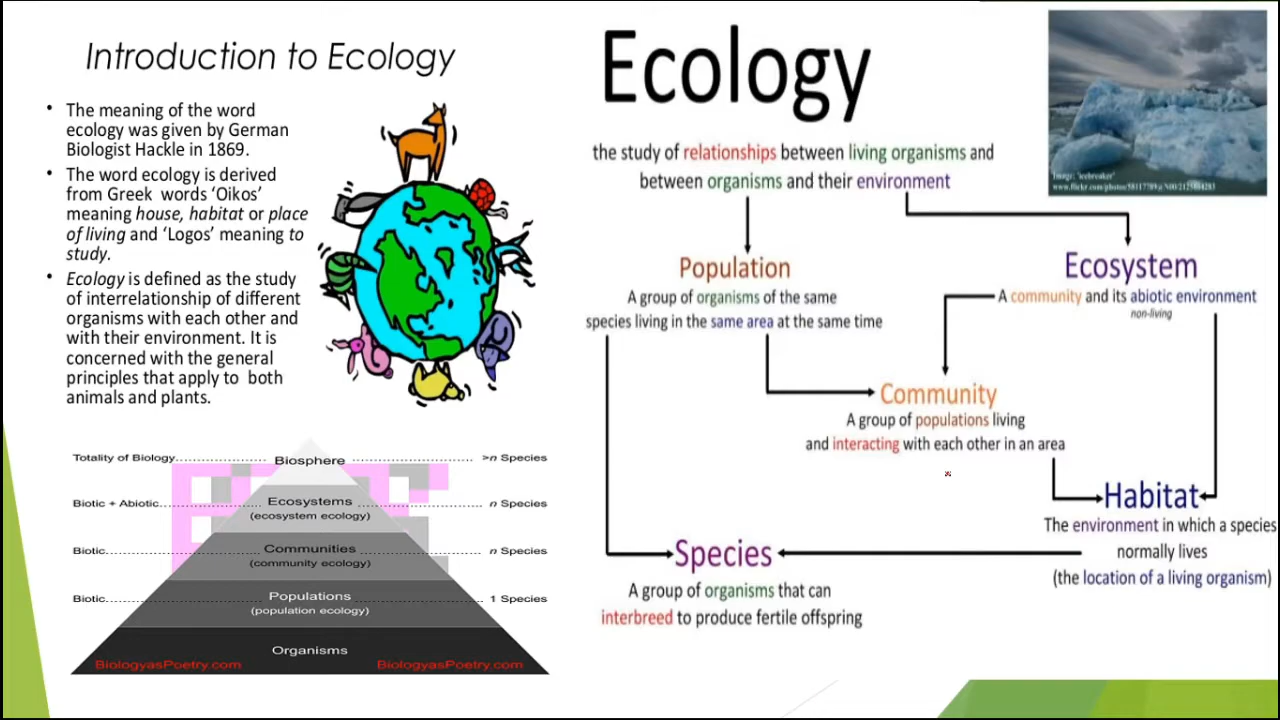 Introduction to Ecology
• The meaning of the word
ecology was given by German
Biologist Hackle in 1869.
• The word ecology is derived
from Greek words ‘Oikos’
meaning house, habitat or place
of living and ‘Logos’ meaning to
study.
• Ecology is defined as the study
of interrelationship of different
organisms with each other and
with their environment. It is
concerned with the general
principles that apply to both
animals and plants.
Totality of Biology
Biosphere
>n Species
Biotic + Abiotic
Ecosystems
n Species
(ecosystem ecology)
Biotic
Communities
n Species
(community ecology)
Biotic
Populations
1 Species
(population ecology)
Organisms
BiologyasPoetry.com
BiologyasPoetry.com
Ecology
the study of relationships between living organisms and
between organisms and their environment
Image: 'icebreaker'
Population
A group of organisms of the same
species living in the same area at the same time
Ecosystem
A community and its abiotic environment
non-living
Community
A group of populations living
and interacting with each other in an area
Habitat
The environment in which a species
normally lives
(the location of a living organism)
Species
A group of organisms that can
interbreed to produce fertile offspring